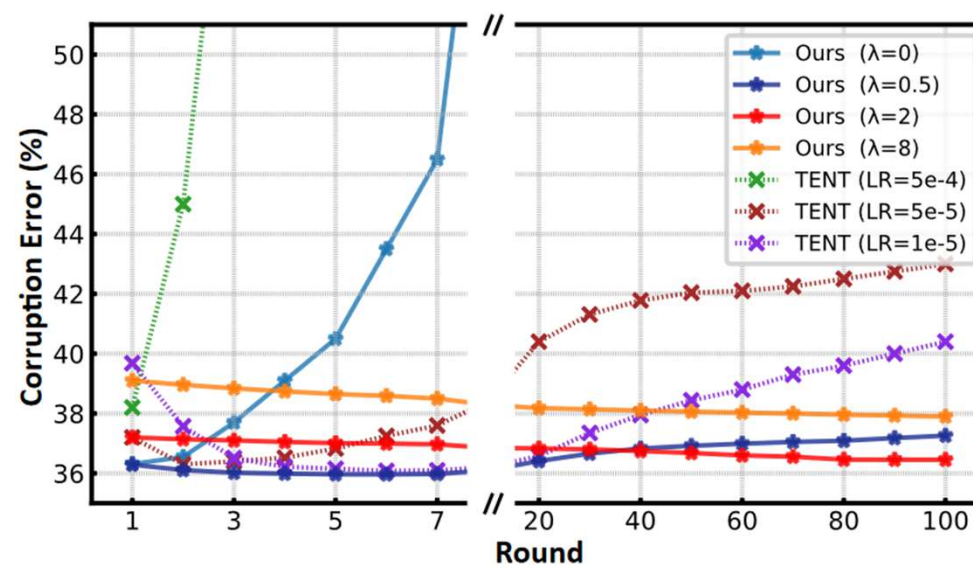 //
50
48
46
44
42
40
38
36
Corruption Error (%)
Ours (λ=0)
Ours (λ=0.5)
Ours (λ=2)
Ours (λ=8)
TENT (LR=5e-4)
TENT (LR=5e-5)
TENT (LR=1e-5)
1 3 5 7 // 20 40 60 80 100
Round